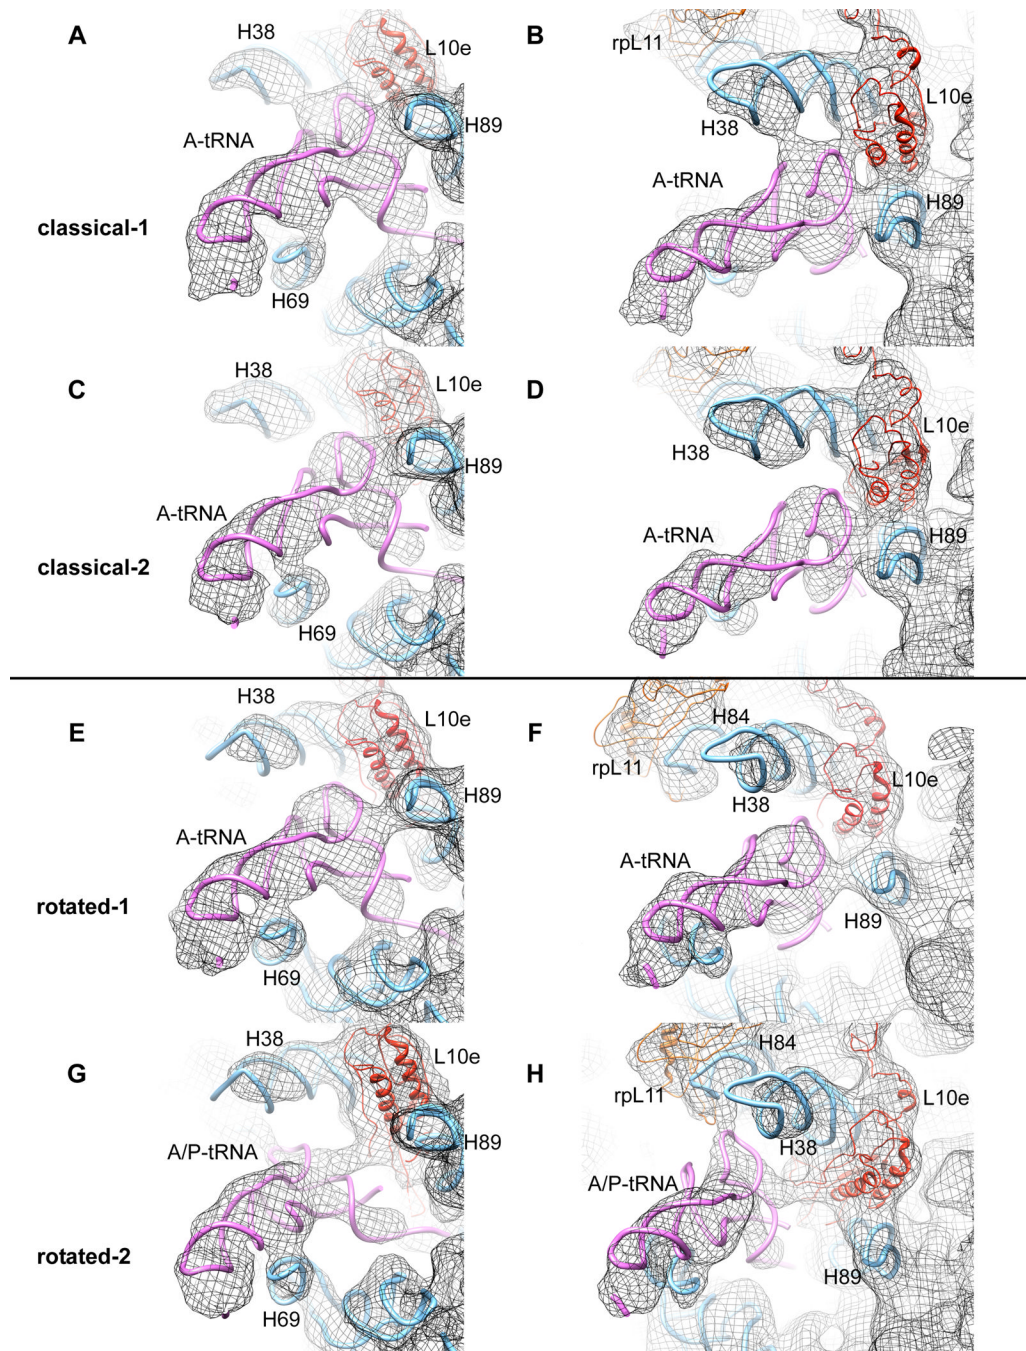 A
H38
L10e
H89
A-tRNA
classical-1
H69
B
rpL11
L10e
H38
A-tRNA
H89
C
H38
L10e
H89
A-tRNA
classical-2
H69
D
L10e
H38
A-tRNA
H89
E
H38
L10e
H89
A-tRNA
rotated-1
H69
F
H84
rpL11
L10e
H38
A-tRNA
H89
G
H38
L10e
H89
A/P-tRNA
rotated-2
H69
H
H84
rpL11
L10e
H38
A/P-tRNA
H89